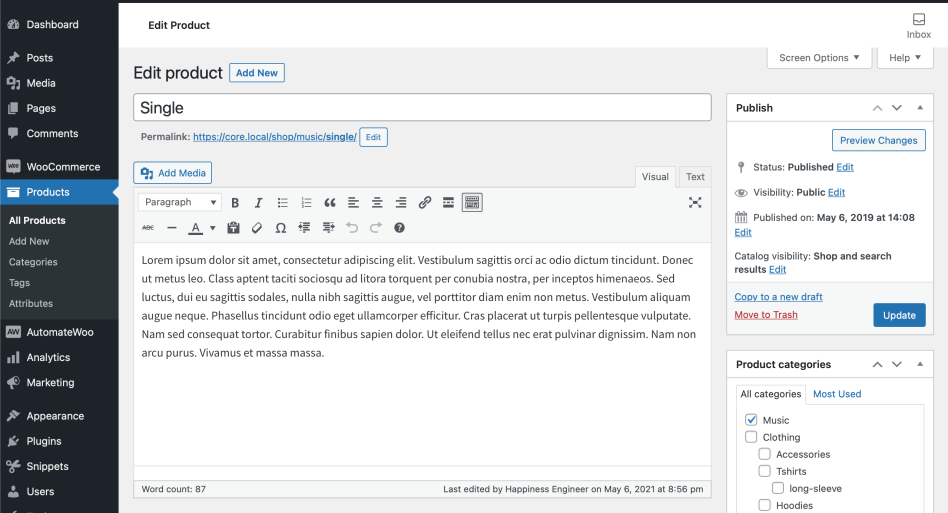 Edit Product
Inbox
Screen Options
Help
Dashboard
Posts
Media
Pages
Comments
WooCommerce
Products
All Products
Add New
Categories
Tags
Attributes
AutomateWoo
Analytics
Marketing
Appearance
Plugins
Snippets
Users
Edit product
Add New
Single
Permalink: https://core.local/shop/music/single/ Edit
Add Media
Visual
Text
Paragraph
ABC
Lorem ipsum dolor sit amet, consectetur adipiscing elit. Vestibulum sagittis orci ac odio dictum tincidunt. Donec
ut metus leo. Class aptent taciti sociosqu ad litora torquent per conubia nostra, per inceptos himenaeos. Sed
luctus, dui eu sagittis sodales, nulla nibh sagittis augue, vel porttitor diam enim non metus. Vestibulum aliquam
augue neque. Phasellus tincidunt odio eget ullamcorper efficitur. Cras placerat ut turpis pellentesque vulputate.
Nam sed consequat tortor. Curabitur finibus sapien dolor. Ut eleifend tellus nec erat pulvinar dignissim. Nam non
arcu purus. Vivamus et massa massa.
Word count: 87
Last edited by Happiness Engineer on May 6, 2021 at 8:56 pm
Publish
Preview Changes
Status: Published Edit
Visibility: Public Edit
Published on: May 6, 2019 at 14:08
Edit
Catalog visibility: Shop and search
results Edit
Copy to a new draft
Move to Trash
Update
Product categories
All categories
Most Used
Music
Clothing
Accessories
Tshirts
long-sleeve
Hoodies